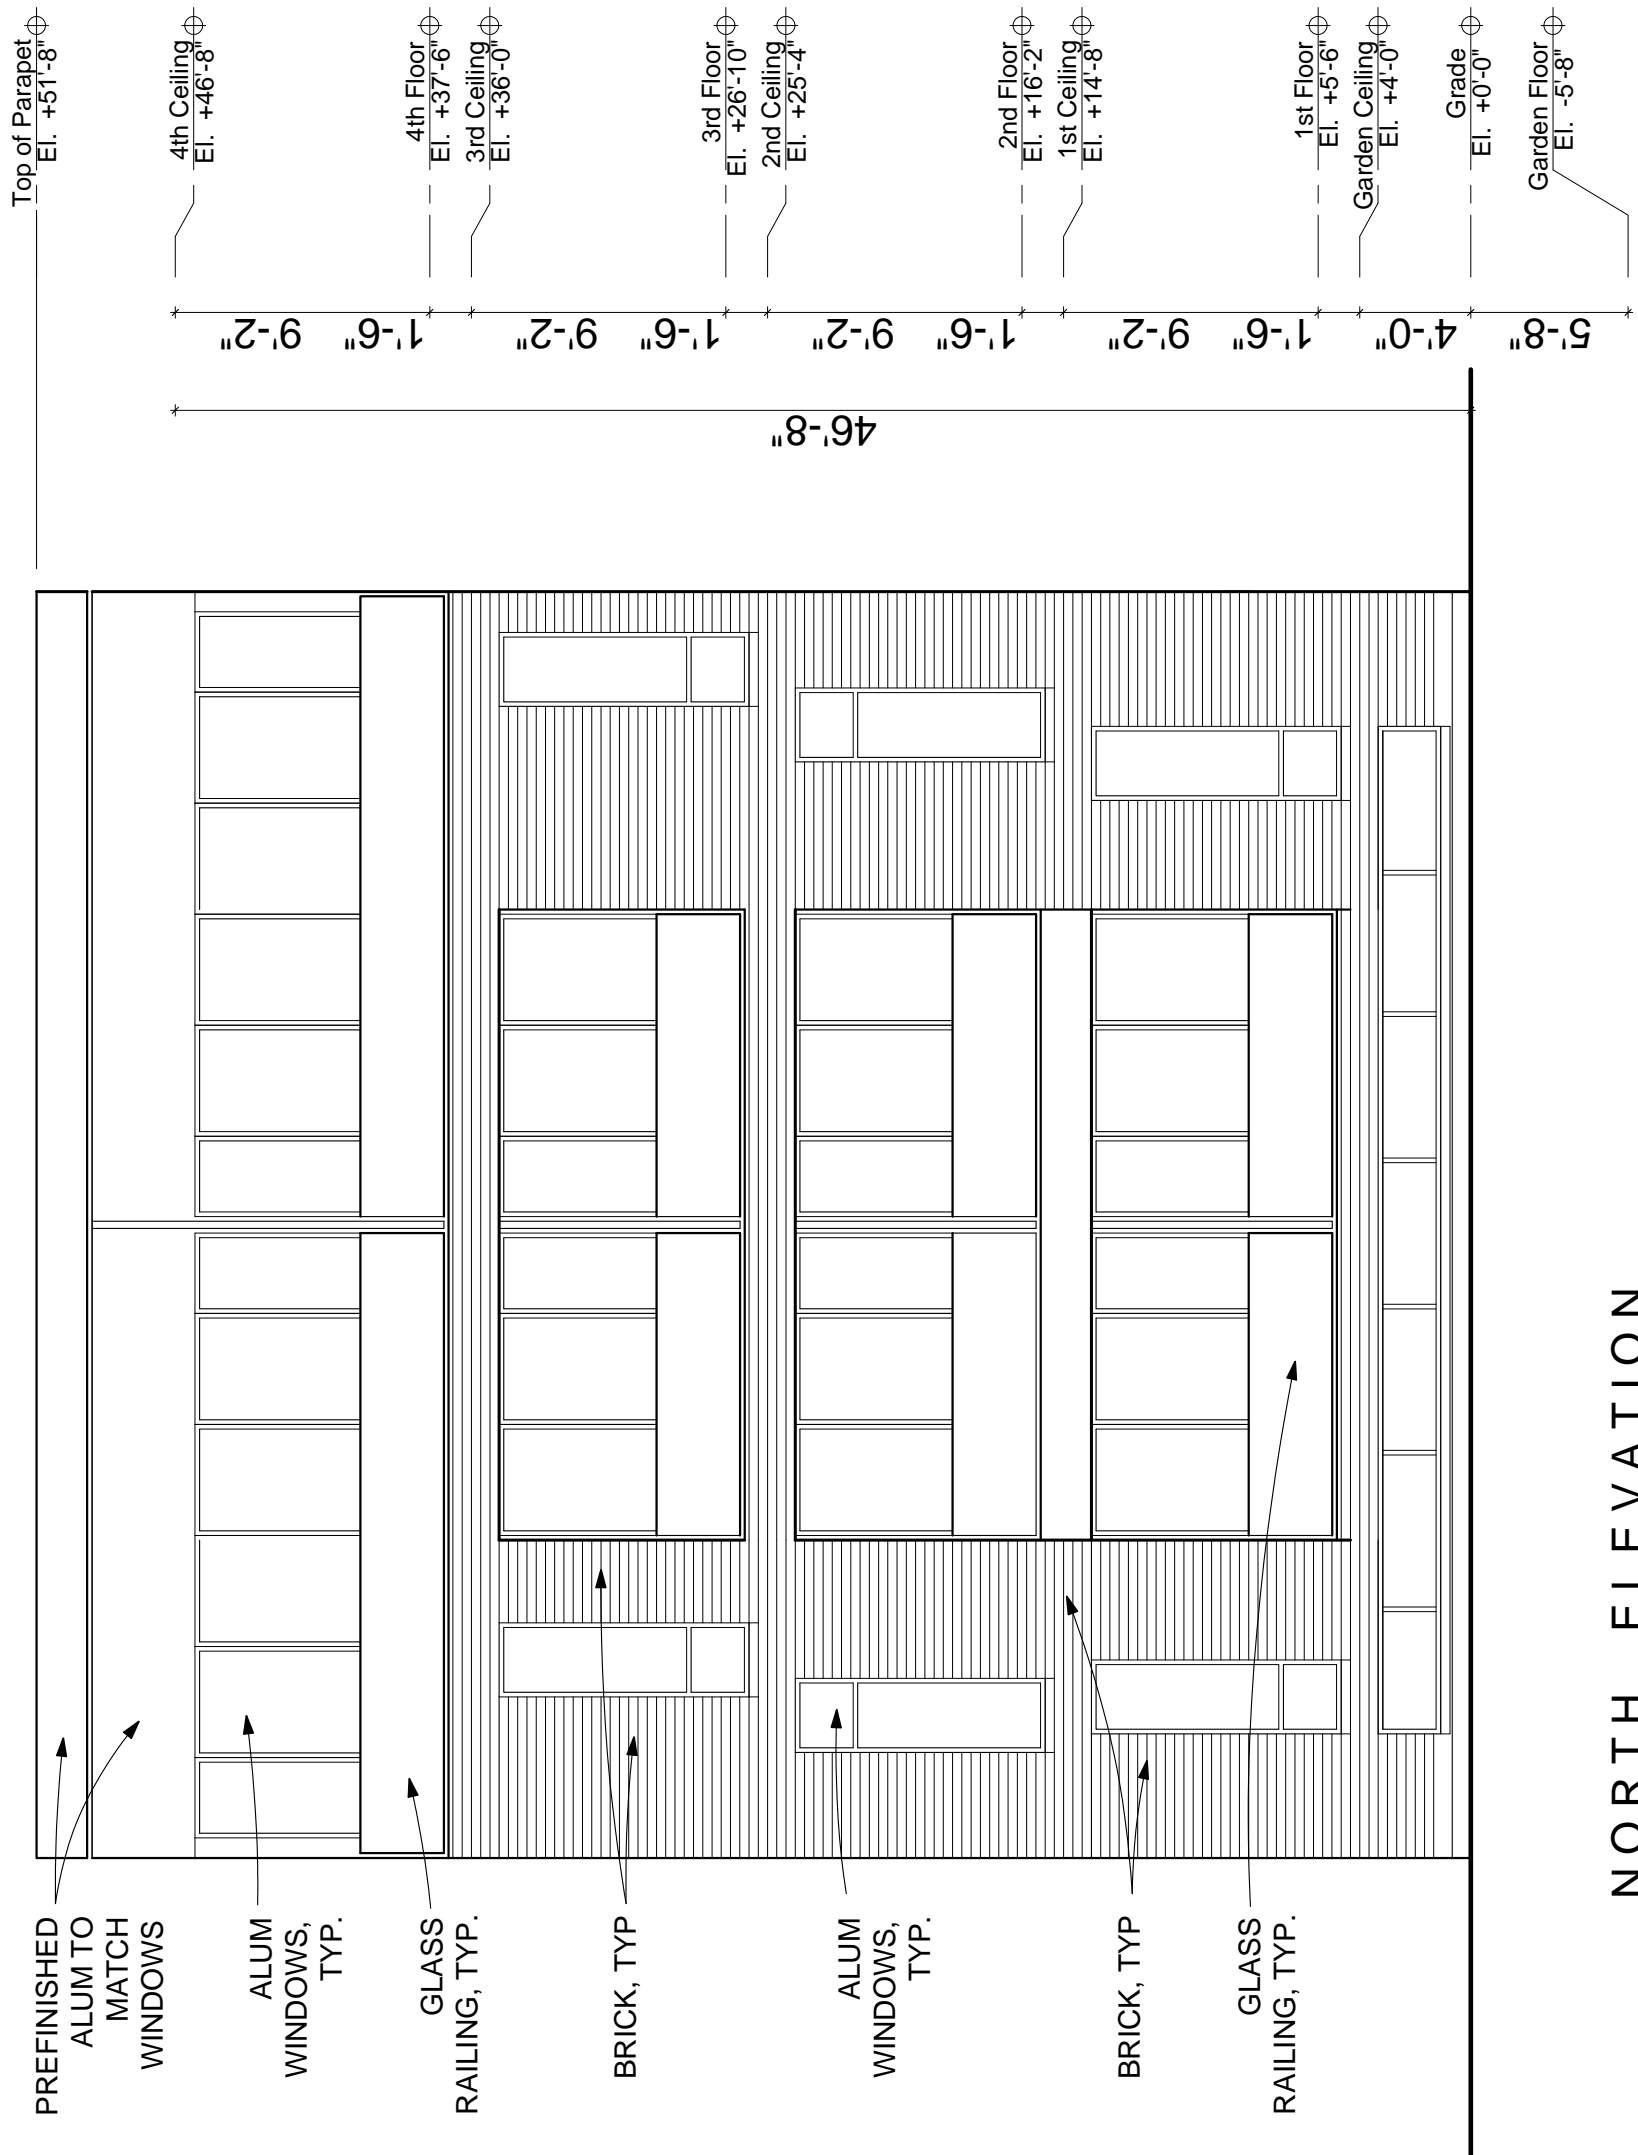 Top of Parapet
El. +51'-8"
4th Ceiling
El. +46'-8"
4th Floor
El. +37'-6"
3rd Ceiling
El. +36'-0"
3rd Floor
El. +26'-10"
2nd Ceiling
El. +25'-4"
2nd Floor
El. +16'-2"
1st Ceiling
El. +14'-8"
1st Floor
El. +5'-6"
Garden Ceiling
El. +4'-0"
Grade
El. +0'-0"
Garden Floor
El. -5'-8"
9'-2"
1'-6"
9'-2"
1'-6"
9'-2"
1'-6"
9'-2"
1'-6"
4'-0"
5'-8"
46'-8"
PREFINISHED
ALUM TO
MATCH
WINDOWS
ALUM
WINDOWS,
TYP.
GLASS
RAILING, TYP.
BRICK, TYP
ALUM
WINDOWS,
TYP.
BRICK, TYP
GLASS
RAILING, TYP.
NORTH ELEVATION